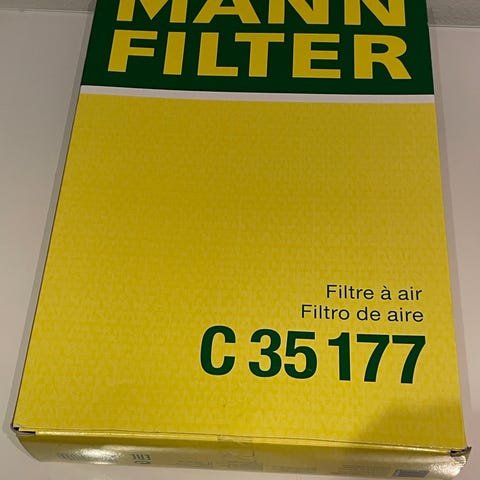 MANN
FILTER
Filtre à air
Filtro de aire
C 35 177